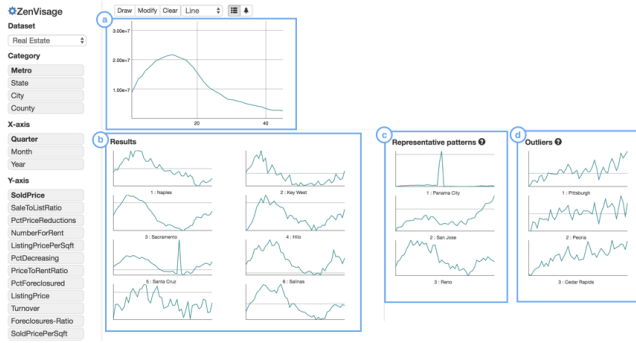 ZenVisage
Dataset
Real Estate
Category
Metro
State
City
County
X-axis
Quarter
Month
Year
Y-axis
SoldPrice
SaleToListRatio
PctPriceReductions
NumberForRent
ListingPricePerSqft
PctDecreasing
PriceToRentRatio
PctForeclosured
ListingPrice
Turnover
Foreclosures-Ratio
SoldPricePerSqft
Draw Modify Clear Line
a
3.00e+7
2.00e+7
1.00e+7
20 40
b Results
1 : Naples 2 : Key West
3 : Sacramento 4 : Hilo
5 : Santa Cruz 6 : Salinas
c Representative patterns ?
1 : Panama City
2 : San Jose
3 : Reno
d Outliers ?
1 : Pittsburgh
2 : Peoria
3 : Cedar Rapids